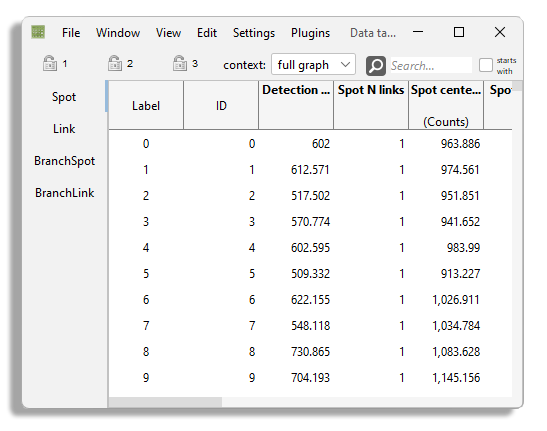 File Window View Edit Settings Plugins Data ta...
1 2 3 context: full graph Search... starts with
Spot
Link
BranchSpot
BranchLink
Label ID Detection ... Spot N links Spot cente... Spo
(Counts)
0 0 602 1 963.886
1 1 612.571 1 974.561
2 2 517.502 1 951.851
3 3 570.774 1 941.652
4 4 602.595 1 983.99
5 5 509.332 1 913.227
6 6 622.155 1 1,026.911
7 7 548.118 1 1,034.784
8 8 730.865 1 1,083.628
9 9 704.193 1 1,145.156